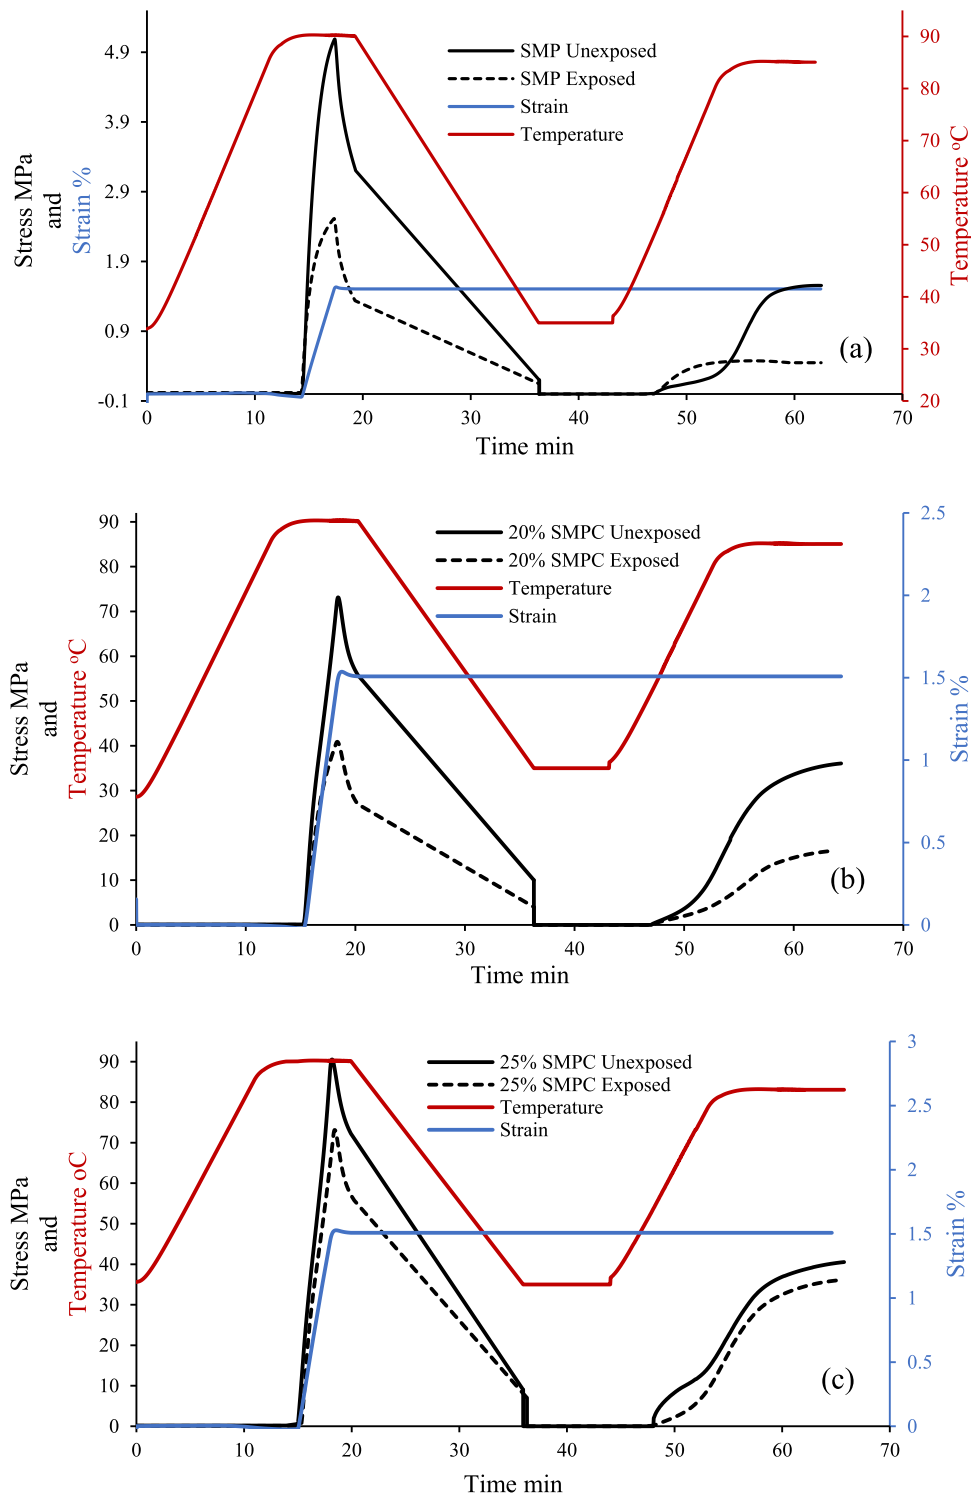 SMP Unexposed
SMP Exposed
Strain
Temperature
4.9
3.9
2.9
1.9
0.9
-0.1
Stress MPa
and
Strain %
90
80
70
60
50
40
30
20
Temperature °C
(a)
0 10 20 30 40 50 60 70
Time min
20% SMPC Unexposed
20% SMPC Exposed
Temperature
Strain
90
80
70
60
50
40
30
20
10
0
Stress MPa
and
Temperature °C
2.5
2
1.5
1
0.5
0
Strain %
(b)
0 10 20 30 40 50 60 70
Time min
25% SMPC Unexposed
25% SMPC Exposed
Temperature
Strain
90
80
70
60
50
40
30
20
10
0
Stress MPa
and
Temperature oC
3
2.5
2
1.5
1
0.5
0
Strain %
(c)
0 10 20 30 40 50 60 70
Time min